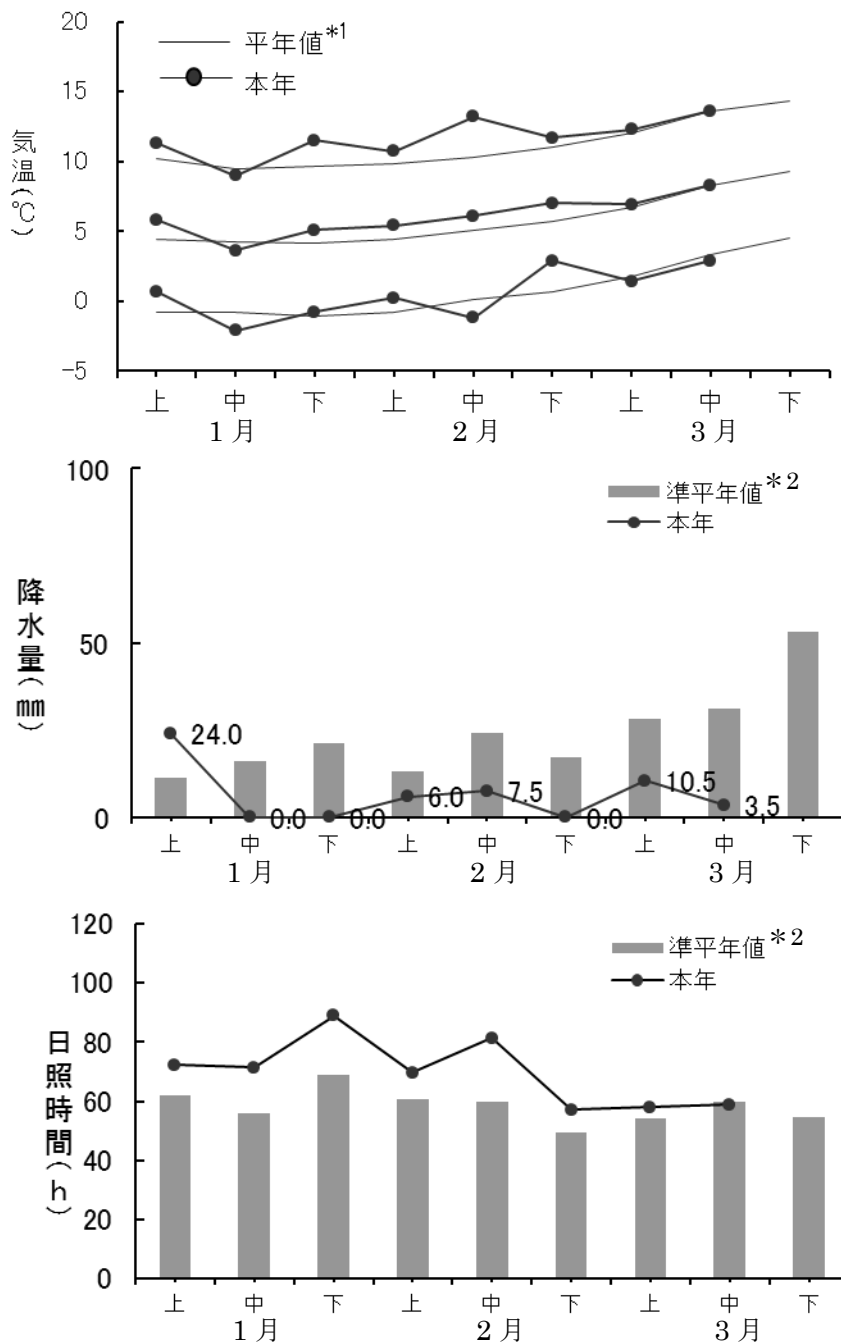 20
平年値*1
本年
15
10
5
0
-5
気温(℃)
上 中 下 上 中 下 上 中 下
1月 2月 3月
100
準平年値*2
本年
降水量(㎜)
50
24.0
0.0
0.0
6.0
7.5
0.0
10.5
3.5
0
上 中 下 上 中 下 上 中 下
1月 2月 3月
120
準平年値*2
本年
100
80
日照時間(h)
60
40
20
0
上 中 下 上 中 下 上 中 下
1月 2月 3月